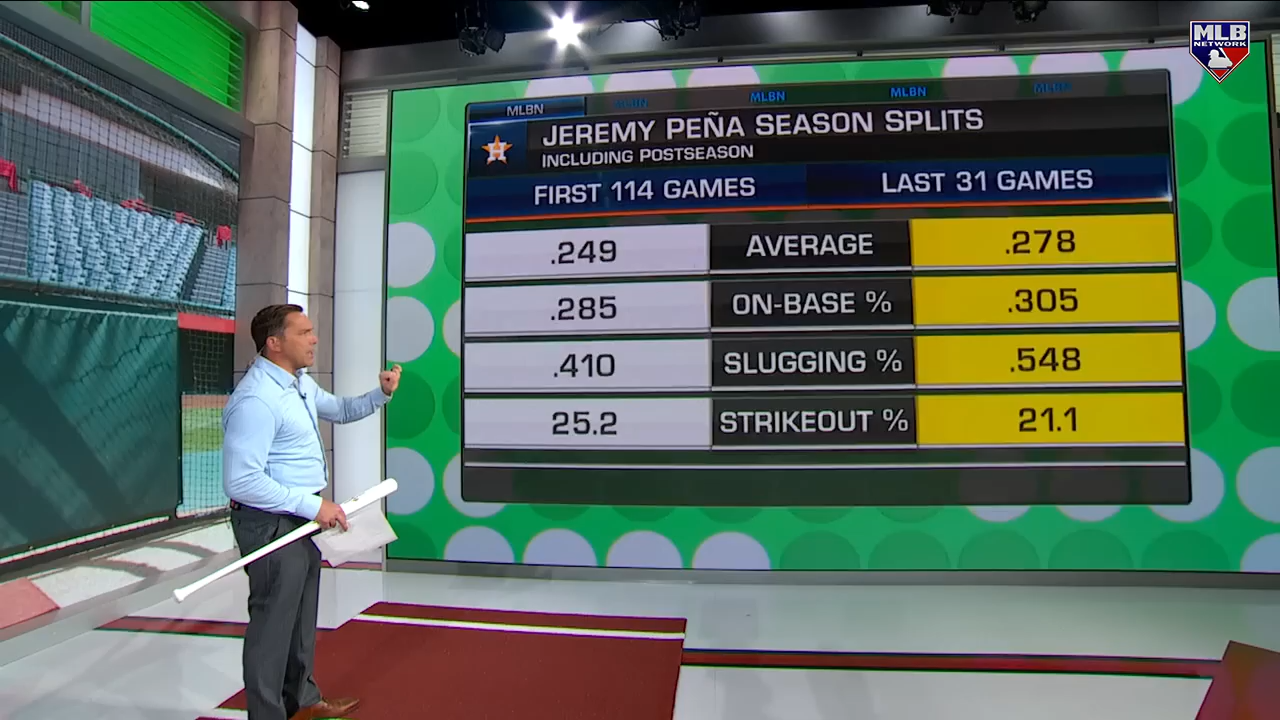 MLB
NETWORK
MLBN MLBN MLBN MLBN MLBN
H
JEREMY PEÑA SEASON SPLITS
INCLUDING POSTSEASON
FIRST 114 GAMES LAST 31 GAMES
.249 AVERAGE .278
.285 ON-BASE % .305
.410 SLUGGING % .548
25.2 STRIKEOUT % 21.1